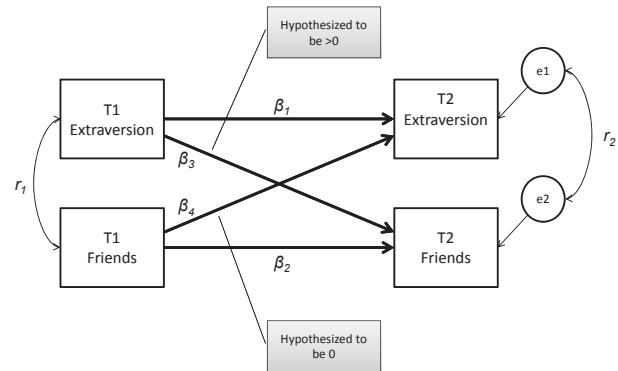 Hypothesized to
be >0
T1
Extraversion
β1
T2
Extraversion
e1
β3
r1
r2
β4
e2
T1
Friends
β2
T2
Friends
Hypothesized to
be 0